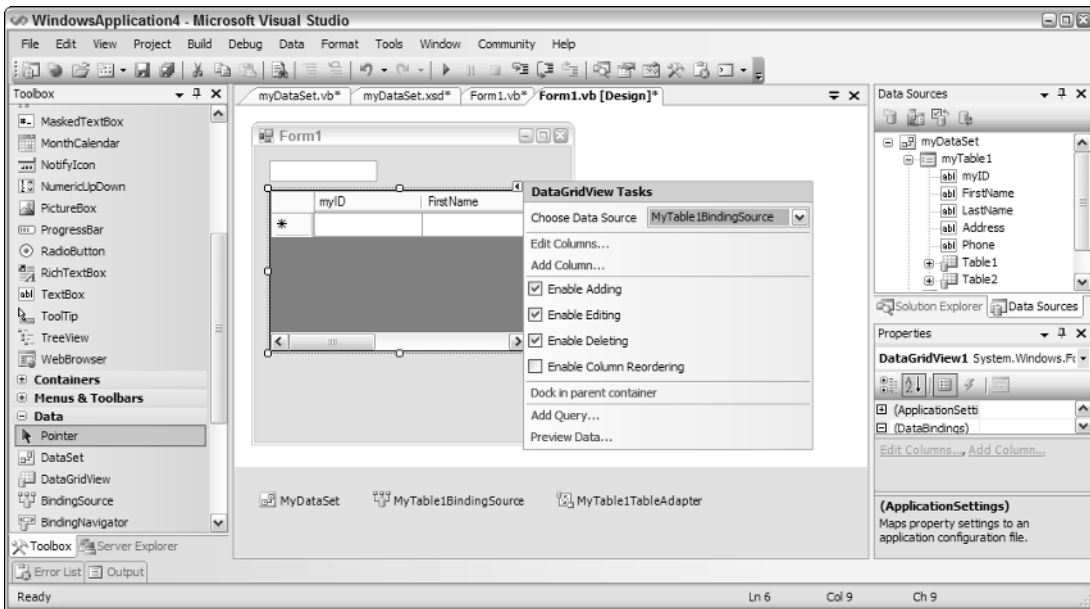 WindowsApplication4 - Microsoft Visual Studio
File Edit View Project Build Debug Data Format Tools Window Community Help
Toolbox
MaskedTextBox
MonthCalendar
NotifyIcon
NumericUpDown
PictureBox
ProgressBar
RadioButton
RichTextBox
TextBox
ToolTip
TreeView
WebBrowser
Containers
Menus & Toolbars
Data
Pointer
DataSet
DataGridView
BindingSource
BindingNavigator
Toolbox Server Explorer
myDataSet.vb* myDataSet.xsd* Form1.vb* Form1.vb [Design]*
Form1
myID FirstName
DataGridView Tasks
Choose Data Source MyTable1BindingSource
Edit Columns...
Add Column...
Enable Adding
Enable Editing
Enable Deleting
Enable Column Reordering
Dock in parent container
Add Query...
Preview Data...
MyDataSet MyTable1BindingSource MyTable1TableAdapter
Data Sources
myDataSet
myTable1
abl myID
abl FirstName
abl LastName
abl Address
abl Phone
Table1
Table2
Solution Explorer Data Sources
Properties
DataGridView1 System.Windows.Fc
(ApplicationSetti
(DataBindings)
Edit Columns..., Add Column...
(ApplicationSettings)
Maps property settings to an
application configuration file.
Error List Output
Ready Ln 6 Col 9 Ch 9